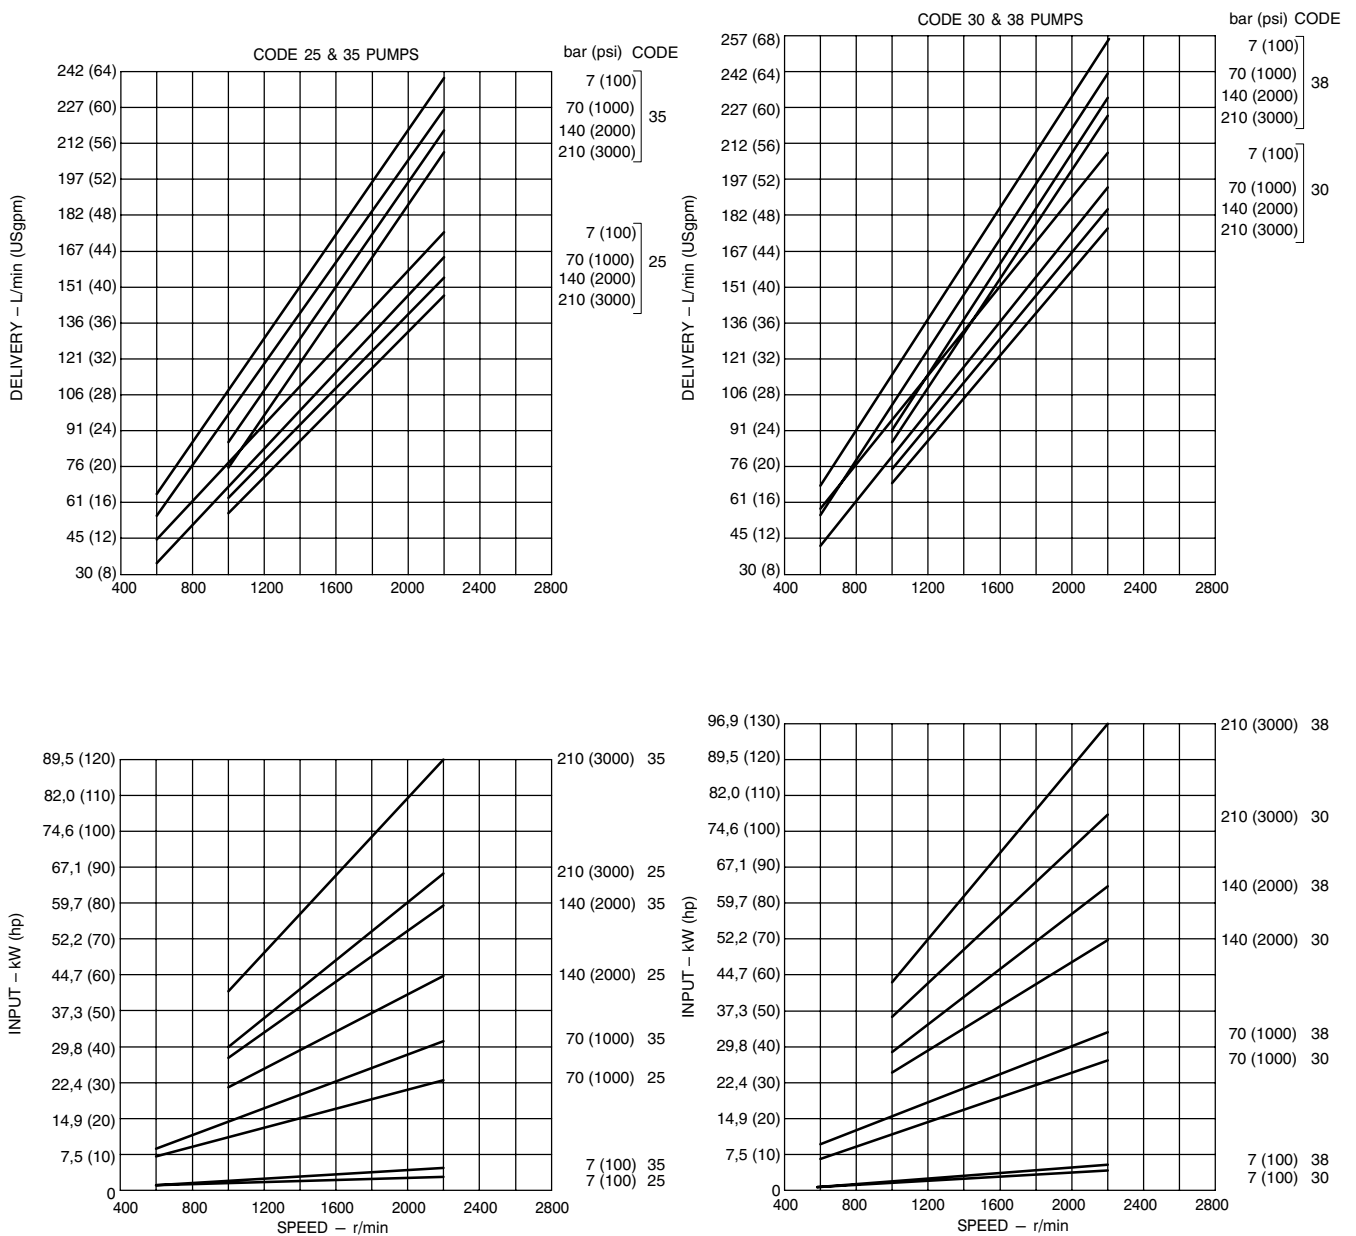 CODE 25 & 35 PUMPS
bar (psi) CODE
242 (64)
227 (60)
212 (56)
197 (52)
182 (48)
167 (44)
151 (40)
136 (36)
121 (32)
106 (28)
91 (24)
76 (20)
61 (16)
45 (12)
30 (8)
DELIVERY – L/min (USgpm)
7 (100)
70 (1000)
140 (2000)
210 (3000)
35
7 (100)
70 (1000)
140 (2000)
210 (3000)
25
400 800 1200 1600 2000 2400 2800
CODE 30 & 38 PUMPS
bar (psi) CODE
257 (68)
242 (64)
227 (60)
212 (56)
197 (52)
182 (48)
167 (44)
151 (40)
136 (36)
121 (32)
106 (28)
91 (24)
76 (20)
61 (16)
45 (12)
30 (8)
DELIVERY – L/min (USgpm)
7 (100)
70 (1000)
140 (2000)
210 (3000)
38
7 (100)
70 (1000)
140 (2000)
210 (3000)
30
400 800 1200 1600 2000 2400 2800
89,5 (120)
82,0 (110)
74,6 (100)
67,1 (90)
59,7 (80)
52,2 (70)
44,7 (60)
37,3 (50)
29,8 (40)
22,4 (30)
14,9 (20)
7,5 (10)
0
INPUT – kW (hp)
210 (3000) 35
210 (3000) 25
140 (2000) 35
140 (2000) 25
70 (1000) 35
70 (1000) 25
7 (100) 35
7 (100) 25
400 800 1200 1600 2000 2400 2800
SPEED – r/min
96,9 (130)
89,5 (120)
82,0 (110)
74,6 (100)
67,1 (90)
59,7 (80)
52,2 (70)
44,7 (60)
37,3 (50)
29,8 (40)
22,4 (30)
14,9 (20)
7,5 (10)
0
INPUT – kW (hp)
210 (3000) 38
210 (3000) 30
140 (2000) 38
140 (2000) 30
70 (1000) 38
70 (1000) 30
7 (100) 38
7 (100) 30
400 800 1200 1600 2000 2400 2800
SPEED – r/min